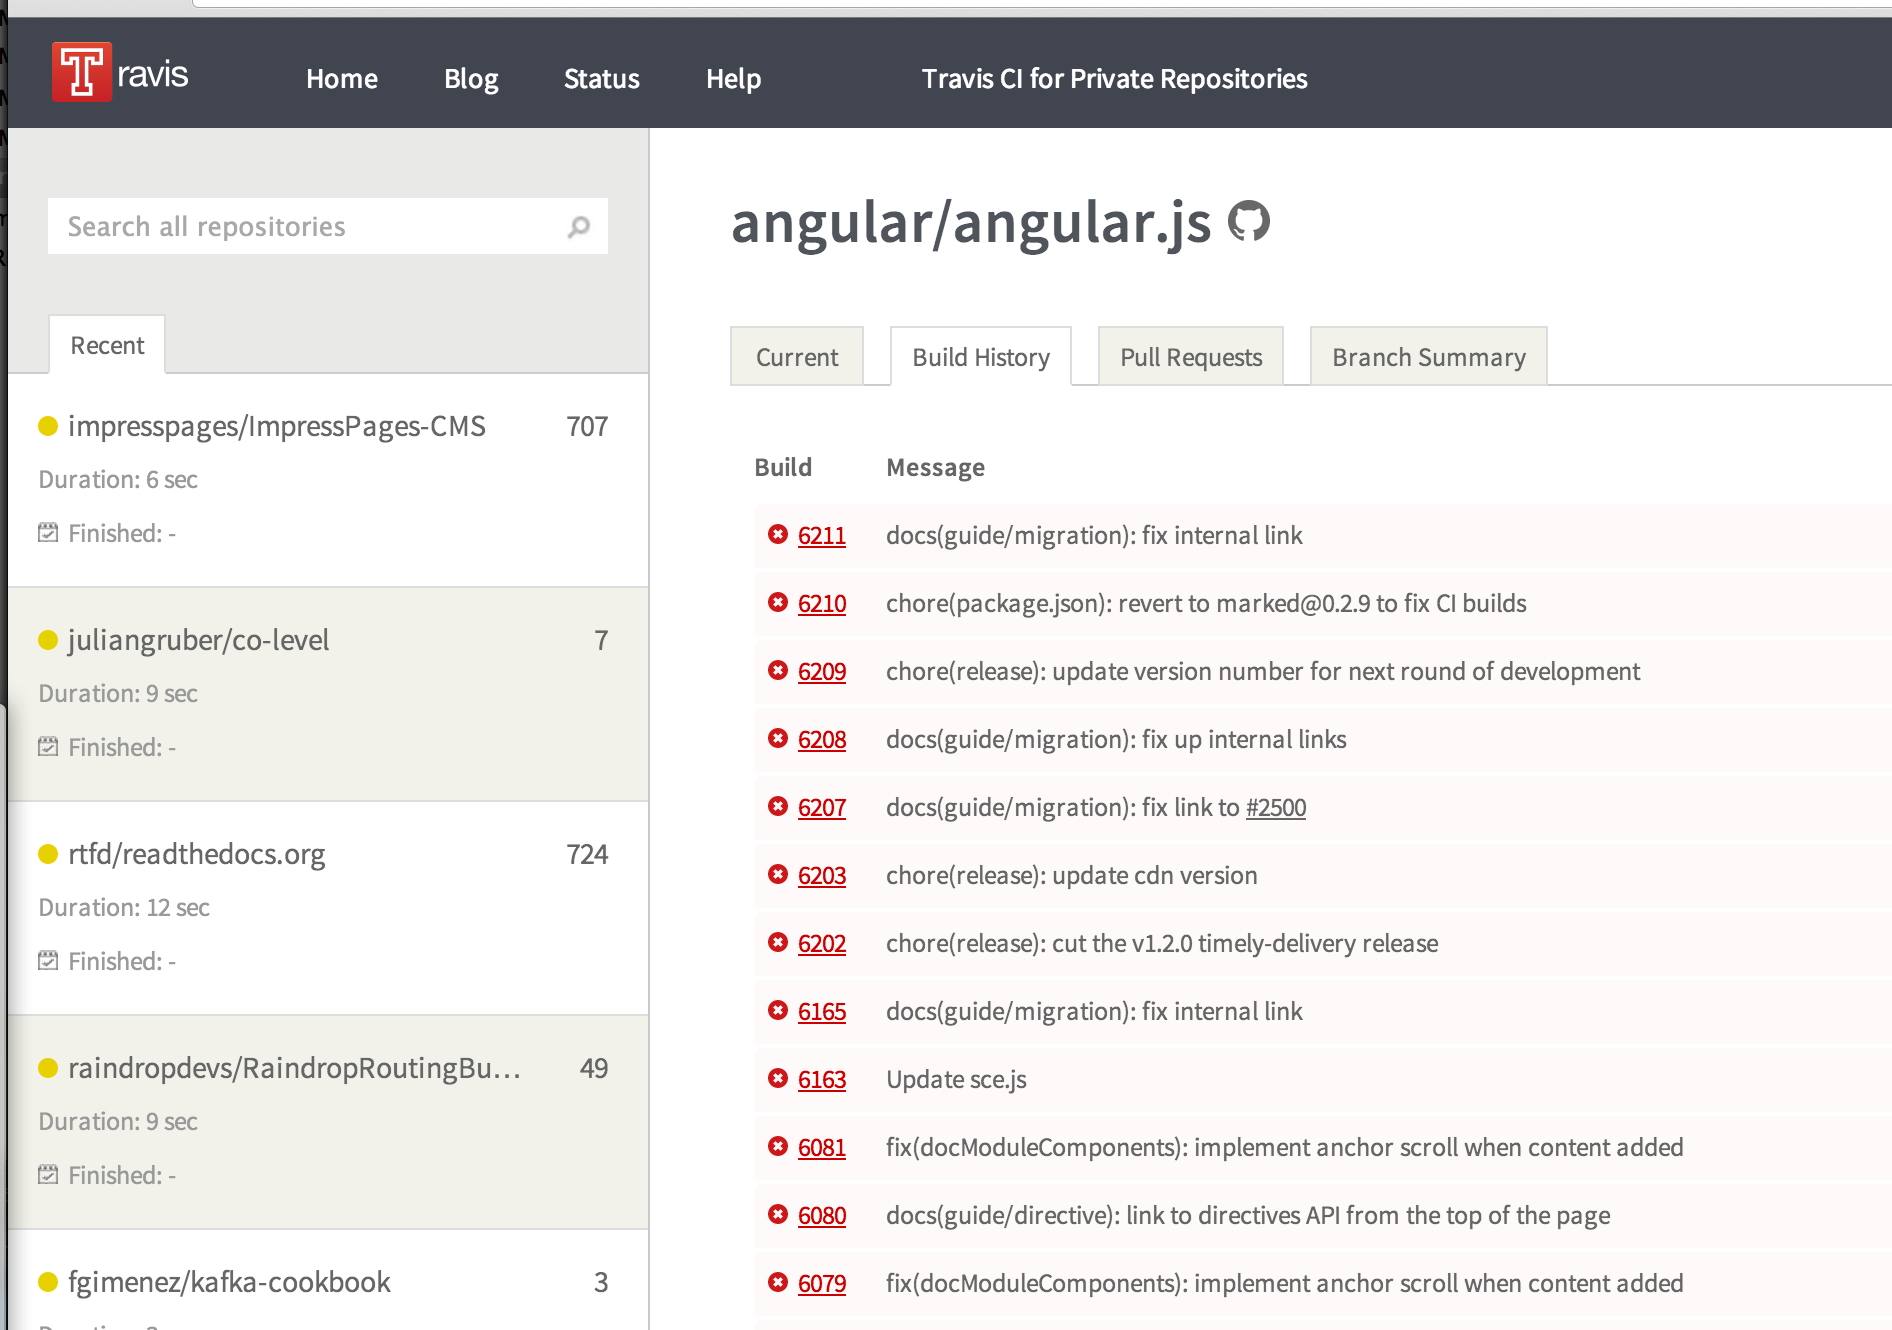 Travis
Home Blog Status Help Travis CI for Private Repositories
Search all repositories
Recent
impresspages/ImpressPages-CMS 707
Duration: 6 sec
Finished: -
juliangruber/co-level 7
Duration: 9 sec
Finished: -
rtfd/readthedocs.org 724
Duration: 12 sec
Finished: -
raindropdevs/RaindropRoutingBu... 49
Duration: 9 sec
Finished: -
fgimenez/kafka-cookbook 3
angular/angular.js
Current Build History Pull Requests Branch Summary
Build Message
6211 docs(guide/migration): fix internal link
6210 chore(package.json): revert to marked@0.2.9 to fix CI builds
6209 chore(release): update version number for next round of development
6208 docs(guide/migration): fix up internal links
6207 docs(guide/migration): fix link to #2500
6203 chore(release): update cdn version
6202 chore(release): cut the v1.2.0 timely-delivery release
6165 docs(guide/migration): fix internal link
6163 Update sce.js
6081 fix(docModuleComponents): implement anchor scroll when content added
6080 docs(guide/directive): link to directives API from the top of the page
6079 fix(docModuleComponents): implement anchor scroll when content added